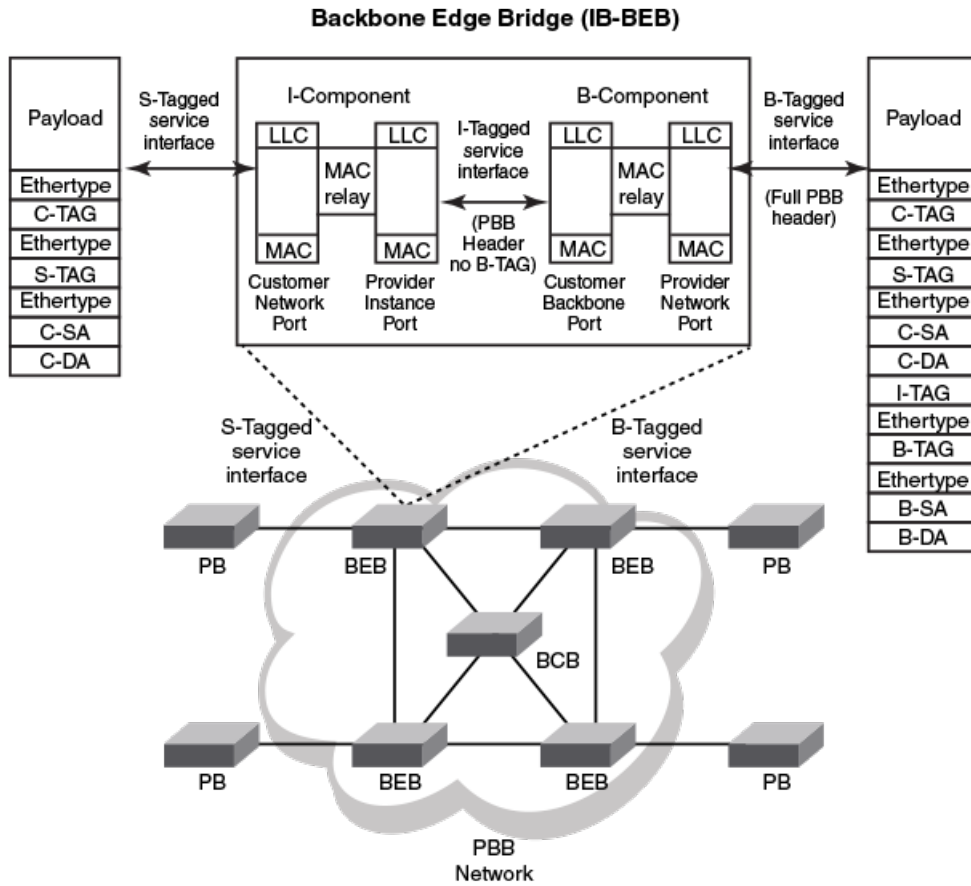 Backbone Edge Bridge (IB-BEB)
Payload
Ethertype
C-TAG
Ethertype
S-TAG
Ethertype
C-SA
C-DA
S-Tagged
service
interface
I-Component
LLC
MAC
LLC
MAC
MAC
relay
Customer
Network
Port
Provider
Instance
Port
I-Tagged
service
interface
(PBB
Header
no B-TAG)
B-Component
LLC
MAC
LLC
MAC
MAC
relay
Customer
Backbone
Port
Provider
Network
Port
B-Tagged
service
interface
(Full PBB
header)
Payload
Ethertype
C-TAG
Ethertype
S-TAG
Ethertype
C-SA
C-DA
I-TAG
Ethertype
B-TAG
Ethertype
B-SA
B-DA
S-Tagged
service
interface
B-Tagged
service
interface
PB
BEB
BEB
PB
BCB
PB
BEB
BEB
PB
PBB
Network